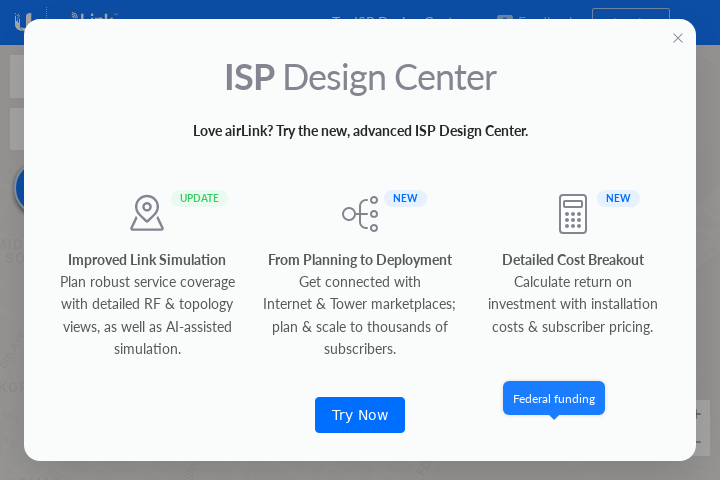 ISP Design Center
Love airLink? Try the new, advanced ISP Design Center.
UPDATE
Improved Link Simulation
Plan robust service coverage
with detailed RF & topology
views, as well as AI-assisted
simulation.
NEW
From Planning to Deployment
Get connected with
Internet & Tower marketplaces;
plan & scale to thousands of
subscribers.
NEW
Detailed Cost Breakout
Calculate return on
investment with installation
costs & subscriber pricing.
Try Now
Federal funding